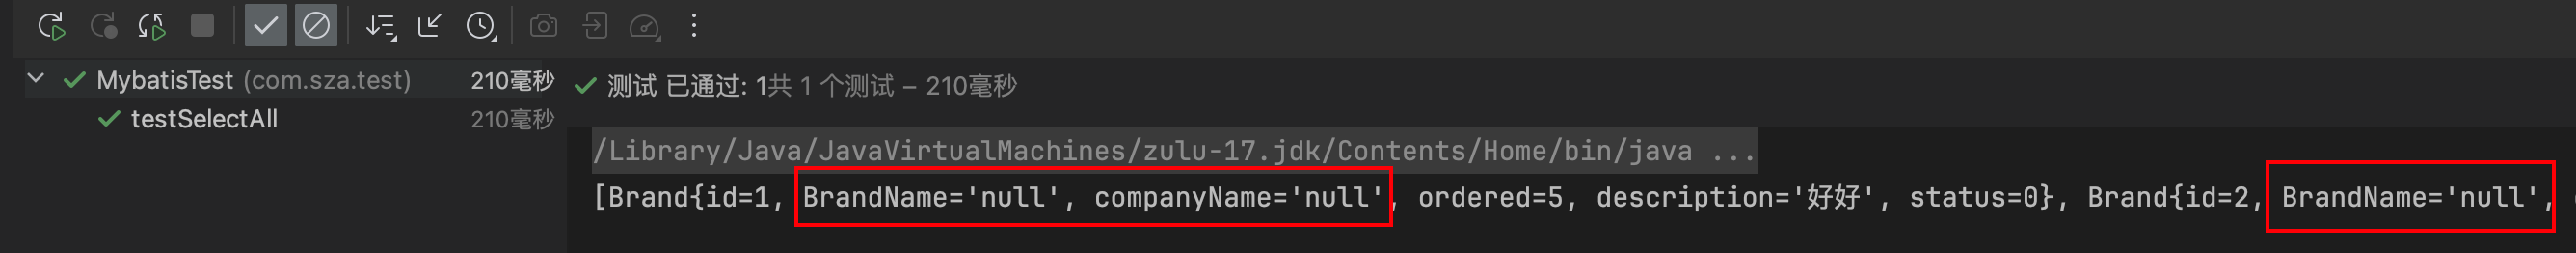 MybatisTest (com.sza.test) 210毫秒
testSelectAll 210毫秒
测试 已通过: 1共 1 个测试 – 210毫秒
/Library/Java/JavaVirtualMachines/zulu-17.jdk/Contents/Home/bin/java ...
[Brand{id=1, BrandName='null', companyName='null', ordered=5, description='好好', status=0}, Brand{id=2, BrandName='null',